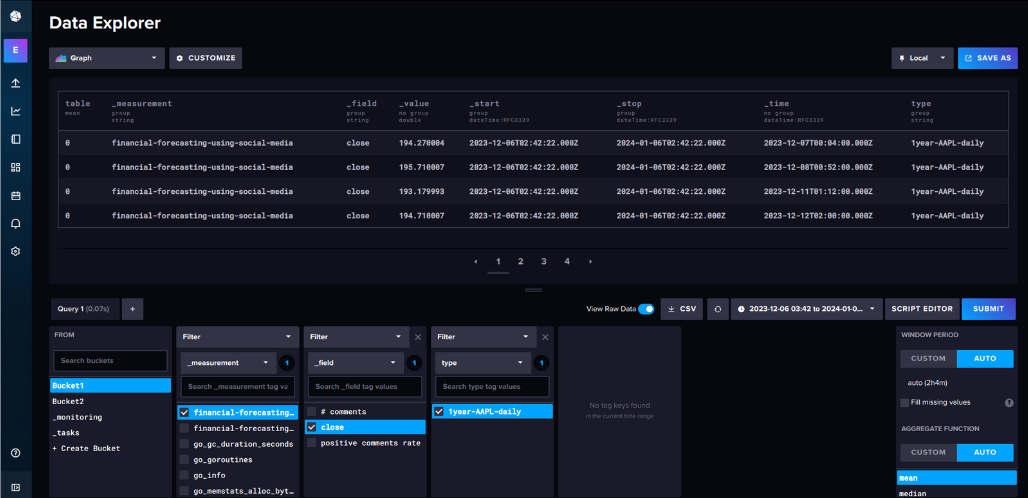 Data Explorer
E
Graph
CUSTOMIZE
Local
SAVE AS
table _measurement _field _value _start _stop _time type
mean group group no group group group no group group
string string double dateTime:RFC3339 dateTime:RFC3339 dateTime:RFC3339 string
0 financial-forecasting-using-social-media close 194.270004 2023-12-06T02:42:22.000Z 2024-01-06T02:42:22.000Z 2023-12-07T00:04:00.000Z 1year-AAPL-daily
0 financial-forecasting-using-social-media close 195.710007 2023-12-06T02:42:22.000Z 2024-01-06T02:42:22.000Z 2023-12-08T00:52:00.000Z 1year-AAPL-daily
0 financial-forecasting-using-social-media close 193.179993 2023-12-06T02:42:22.000Z 2024-01-06T02:42:22.000Z 2023-12-11T01:12:00.000Z 1year-AAPL-daily
0 financial-forecasting-using-social-media close 194.710007 2023-12-06T02:42:22.000Z 2024-01-06T02:42:22.000Z 2023-12-12T02:00:00.000Z 1year-AAPL-daily
1 2 3 4
Query 1 (0.07s) +
View Raw Data
CSV
2023-12-06 03:42 to 2024-01-0...
SCRIPT EDITOR
SUBMIT
FROM
Search buckets
Bucket1
Bucket2
_monitoring
_tasks
+ Create Bucket
Filter
_measurement 1
Search _measurement tag va
financial-forecasting...
financial-forecasting...
go_gc_duration_seconds
go_goroutines
go_info
go_memstats_alloc_byt...
Filter
_field 1
Search _field tag values
# comments
close
positive comments rate
Filter
type 1
Search type tag values
1year-AAPL-daily
No tag keys found
in the current time range.
WINDOW PERIOD
CUSTOM AUTO
auto (2h4m)
Fill missing values ?
AGGREGATE FUNCTION
CUSTOM AUTO
mean
median